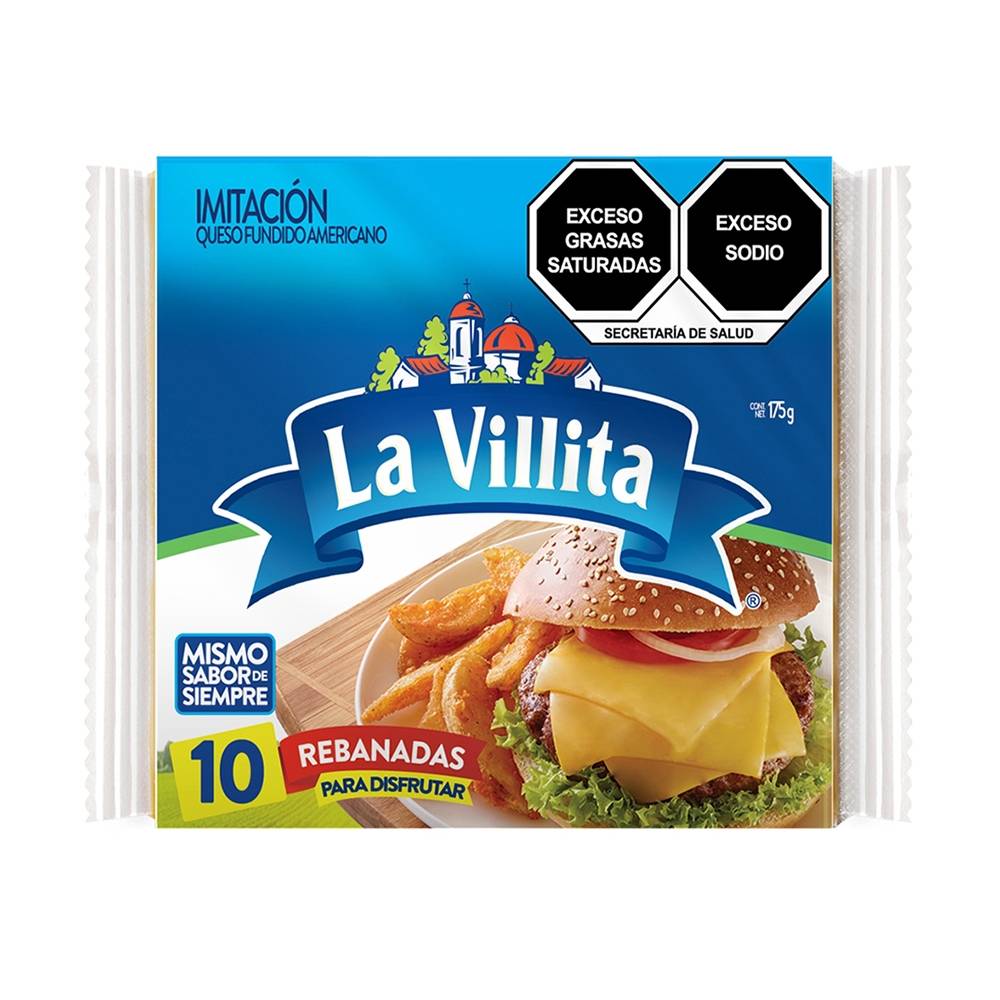 IMITACIÓN
QUESO FUNDIDO AMERICANO
EXCESO
GRASAS
SATURADAS
EXCESO
SODIO
SECRETARÍA DE SALUD
CONT.
NET.
175g
La Villita
®
MISMO
SABOR DE
SIEMPRE
10
REBANADAS
PARA DISFRUTAR